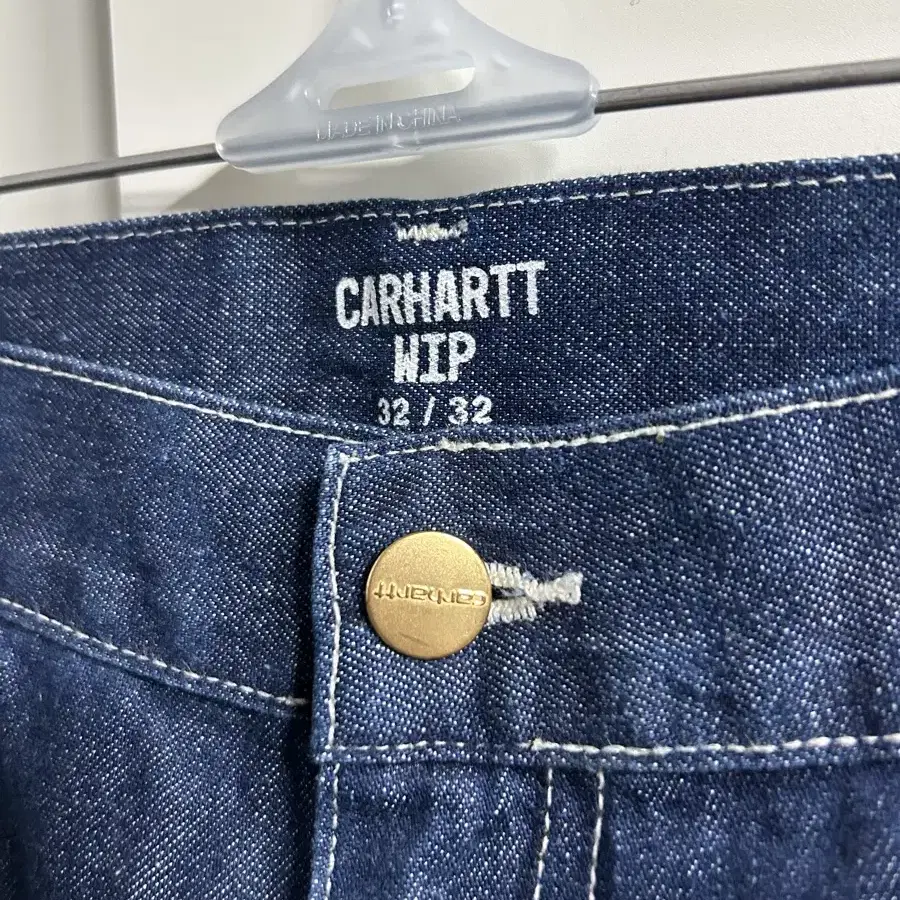 MADE IN CHINA
CARHARTT
WIP
32 / 32
carhartt